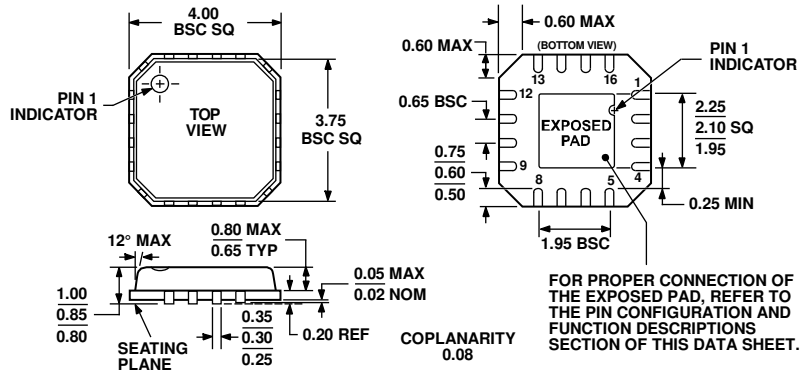 4.00
BSC SQ
PIN 1
INDICATOR
TOP
VIEW
3.75
BSC SQ
0.60 MAX
0.60 MAX
(BOTTOM VIEW)
PIN 1
INDICATOR
13
16
12
1
0.65 BSC
EXPOSED
PAD
2.25
2.10 SQ
1.95
0.75
0.60
0.50
9
8
5
4
0.25 MIN
1.95 BSC
12° MAX
0.80 MAX
0.65 TYP
1.00
0.85
0.80
0.05 MAX
0.02 NOM
0.35
0.30
0.25
0.20 REF
SEATING
PLANE
COPLANARITY
0.08
FOR PROPER CONNECTION OF
THE EXPOSED PAD, REFER TO
THE PIN CONFIGURATION AND
FUNCTION DESCRIPTIONS
SECTION OF THIS DATA SHEET.